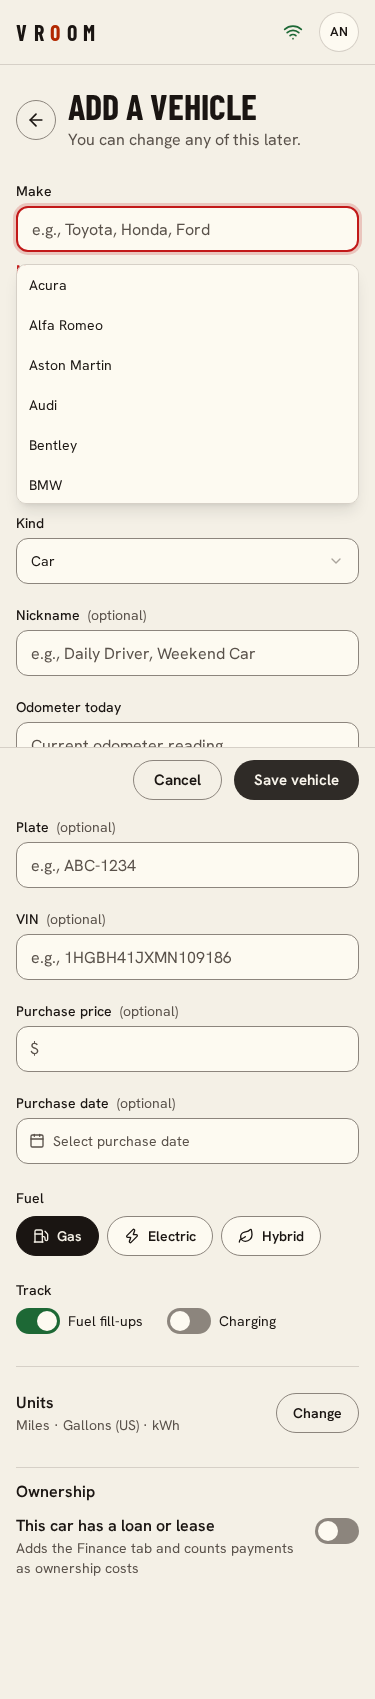 VROOM
AN
ADD A VEHICLE
You can change any of this later.
Make
e.g., Toyota, Honda, Ford
Acura
Alfa Romeo
Aston Martin
Audi
Bentley
BMW
Kind
Car
Nickname (optional)
e.g., Daily Driver, Weekend Car
Odometer today
Current odometer reading
Cancel
Save vehicle
Plate (optional)
e.g., ABC-1234
VIN (optional)
e.g., 1HGBH41JXMN109186
Purchase price (optional)
$
Purchase date (optional)
Select purchase date
Fuel
Gas
Electric
Hybrid
Track
Fuel fill-ups
Charging
Units
Miles · Gallons (US) · kWh
Change
Ownership
This car has a loan or lease
Adds the Finance tab and counts payments
as ownership costs